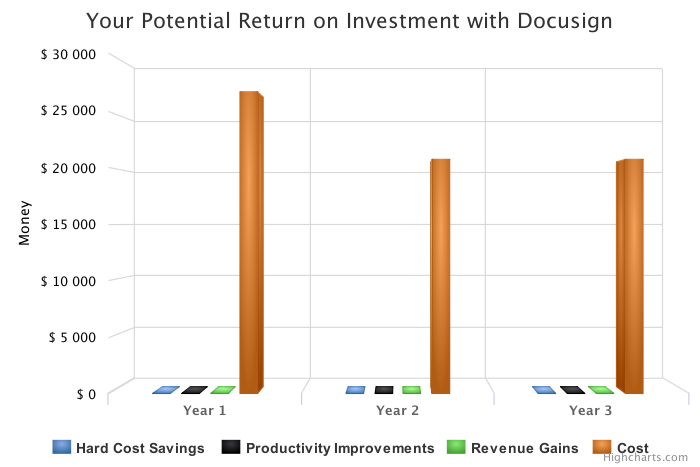 Your Potential Return on Investment with Docusign
$ 30 000
$ 25 000
$ 20 000
$ 15 000
$ 10 000
$ 5 000
$ 0
Money
Year 1 Year 2 Year 3
Hard Cost Savings Productivity Improvements Revenue Gains Cost
Highcharts.com